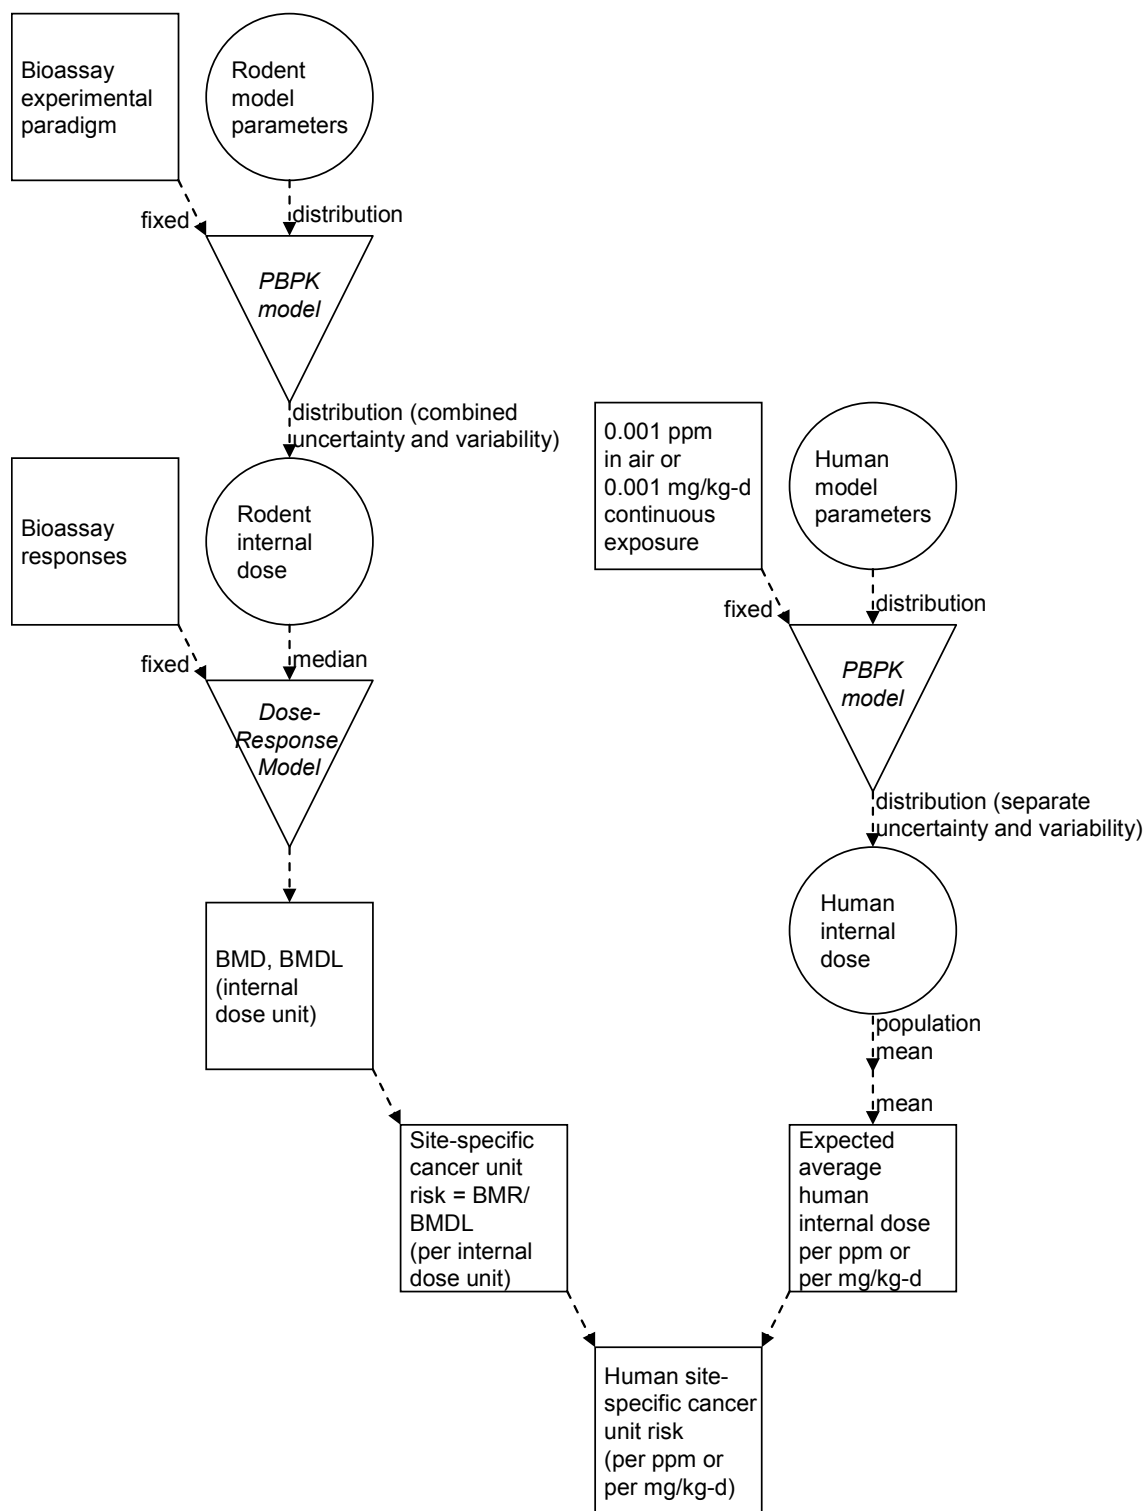 Bioassay
experimental
paradigm
Rodent
model
parameters
fixed
distribution
PBPK
model
distribution (combined
uncertainty and variability)
Bioassay
responses
Rodent
internal
dose
fixed
median
Dose-
Response
Model
BMD, BMDL
(internal
dose unit)
Site-specific
cancer unit
risk = BMR/
BMDL
(per internal
dose unit)
0.001 ppm
in air or
0.001 mg/kg-d
continuous
exposure
Human
model
parameters
fixed
distribution
PBPK
model
distribution (separate
uncertainty and variability)
Human
internal
dose
population
mean
mean
Expected
average
human
internal dose
per ppm or
per mg/kg-d
Human site-
specific cancer
unit risk
(per ppm or
per mg/kg-d)